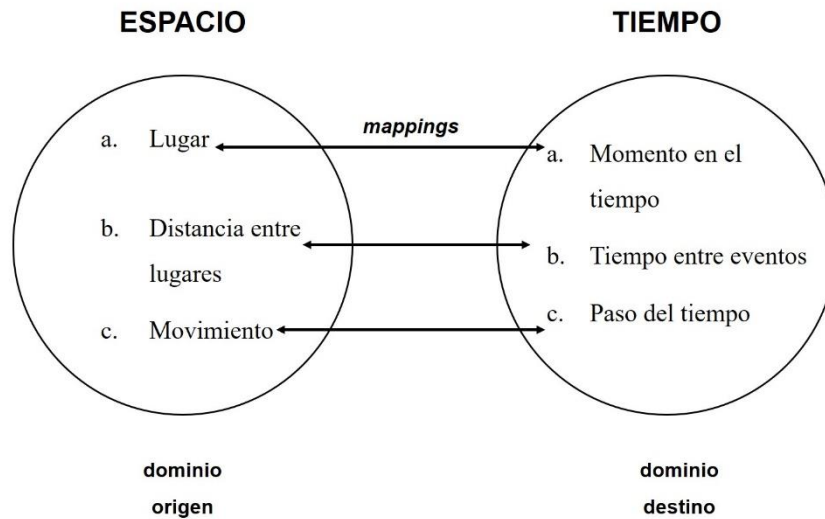 ESPACIO
TIEMPO
mappings
a. Lugar
b. Distancia entre
lugares
c. Movimiento
a. Momento en el
tiempo
b. Tiempo entre eventos
c. Paso del tiempo
dominio
origen
dominio
destino